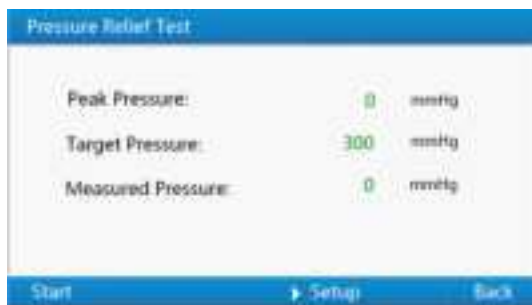 Pressure Relief Test
Peak Pressure: 0 mmHg
Target Pressure: 300 mmHg
Measured Pressure: 0 mmHg
Start Setup Back